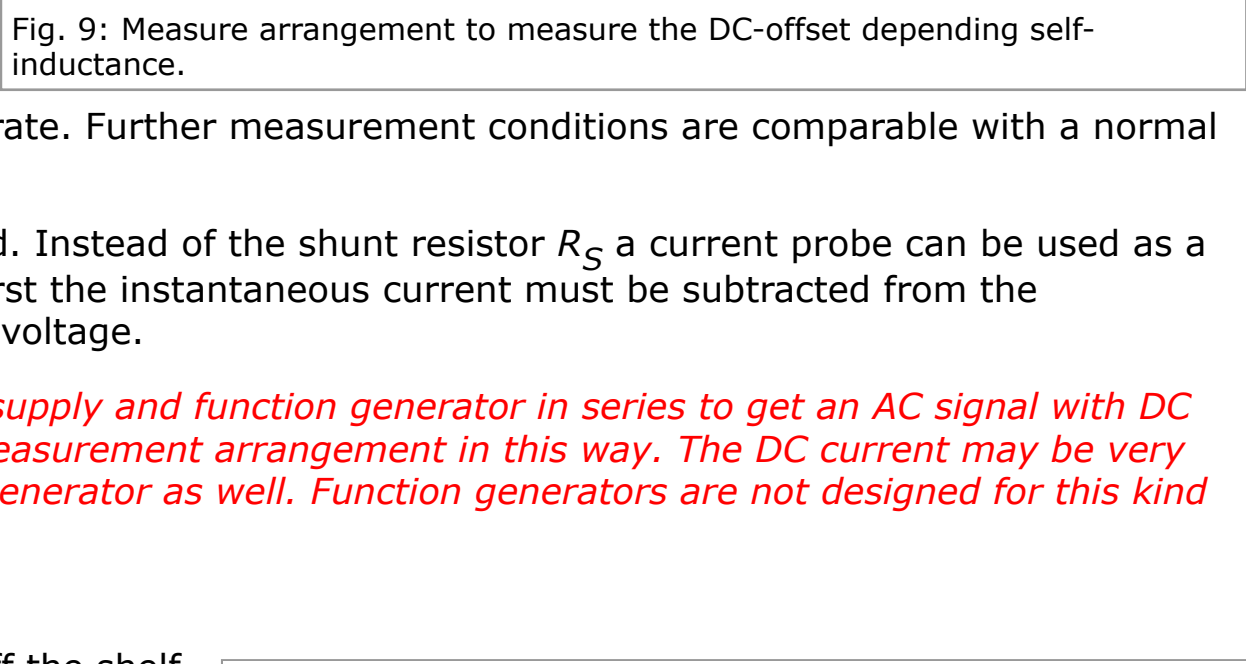 Fig. 9: Measure arrangement to measure the DC-offset depending self-
inductance.
rate. Further measurement conditions are comparable with a normal
d. Instead of the shunt resistor RS a current probe can be used as a
rst the instantaneous current must be subtracted from the
voltage.
supply and function generator in series to get an AC signal with DC
easurement arrangement in this way. The DC current may be very
enerator as well. Function generators are not designed for this kind
ff the shelf